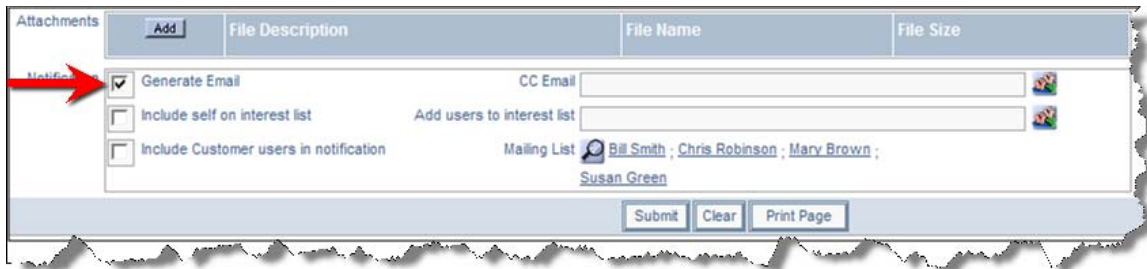 Attachments Add File Description File Name File Size
Notification Generate Email CC Email
Include self on interest list Add users to interest list
Include Customer users in notification Mailing List Bill Smith ; Chris Robinson ; Mary Brown ;
Susan Green
Submit Clear Print Page